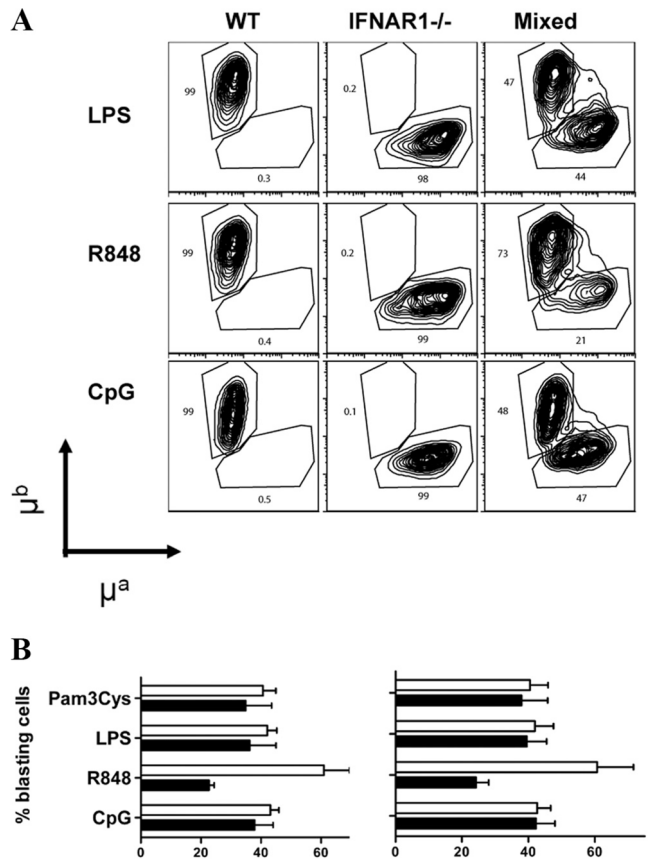 A
WT IFNAR1-/- Mixed
LPS
99
0.3
0.2
98
47
44
R848
99
0.4
0.2
99
73
21
CpG
99
0.5
0.1
99
48
47
μb
μa
B
% blasting cells
Pam3Cys
LPS
R848
CpG
0 20 40 60
0 20 40 60